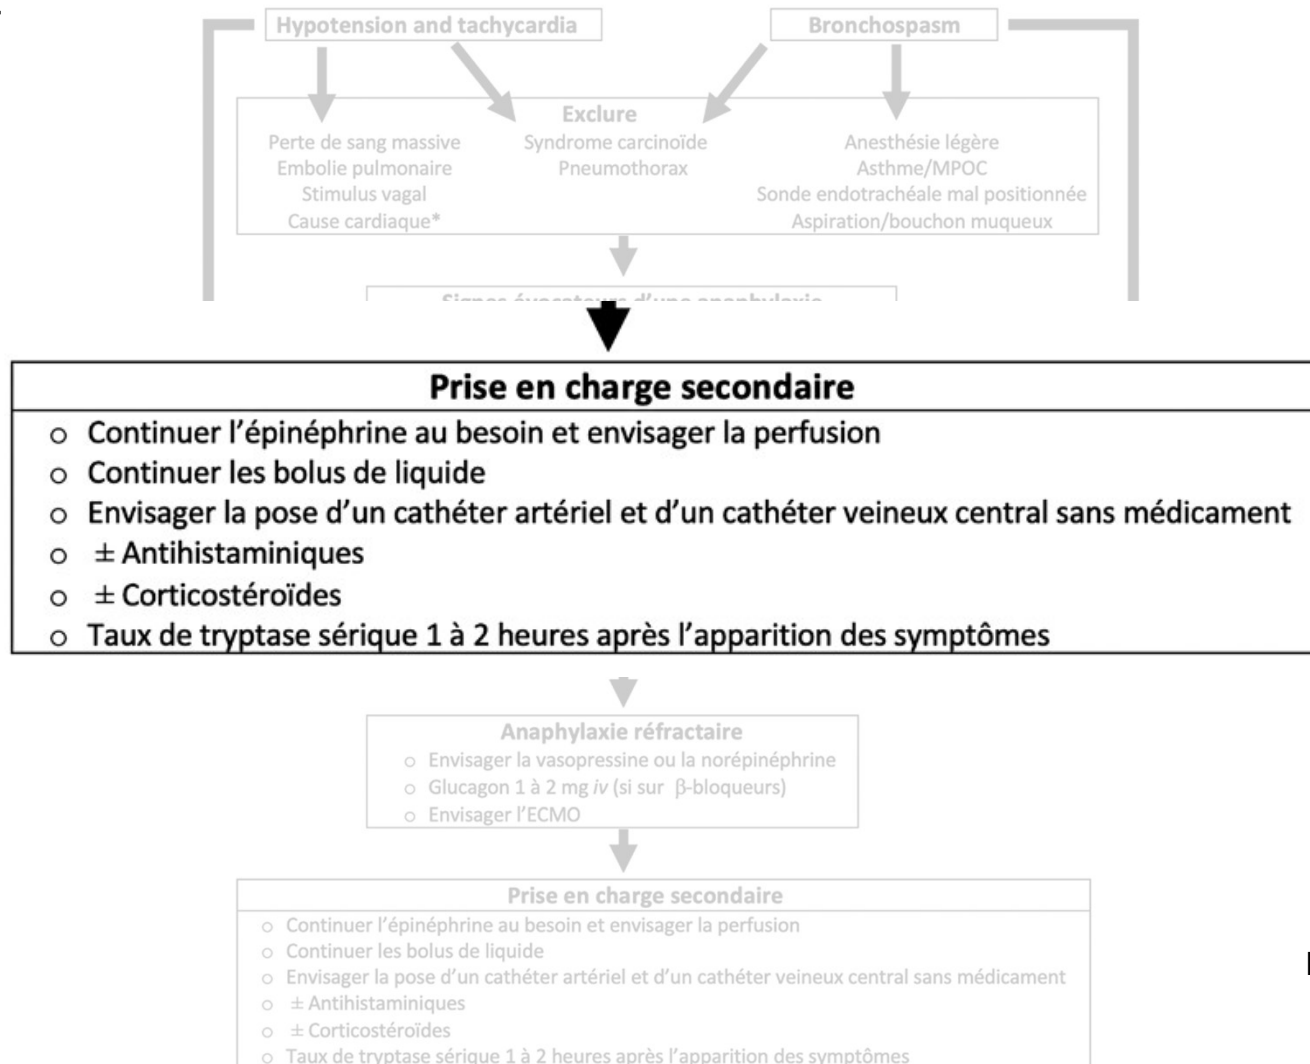 Hypotension and tachycardia
Bronchospasm
Exclure
Perte de sang massive
Embolie pulmonaire
Stimulus vagal
Cause cardiaque*
Syndrome carcinoïde
Pneumothorax
Anesthésie légère
Asthme/MPOC
Sonde endotrachéale mal positionnée
Aspiration/bouchon muqueux
Signes évocateurs d'une anaphylaxie
Prise en charge secondaire
o Continuer l'épinéphrine au besoin et envisager la perfusion
o Continuer les bolus de liquide
o Envisager la pose d'un cathéter artériel et d'un cathéter veineux central sans médicament
o ± Antihistaminiques
o ± Corticostéroïdes
o Taux de tryptase sérique 1 à 2 heures après l'apparition des symptômes
Anaphylaxie réfractaire
o Envisager la vasopressine ou la norépinéphrine
o Glucagon 1 à 2 mg iv (si sur β-bloqueurs)
o Envisager l'ECMO
Prise en charge secondaire
o Continuer l'épinéphrine au besoin et envisager la perfusion
o Continuer les bolus de liquide
o Envisager la pose d'un cathéter artériel et d'un cathéter veineux central sans médicament
o ± Antihistaminiques
o ± Corticostéroïdes
o Taux de tryptase sérique 1 à 2 heures après l'apparition des symptômes